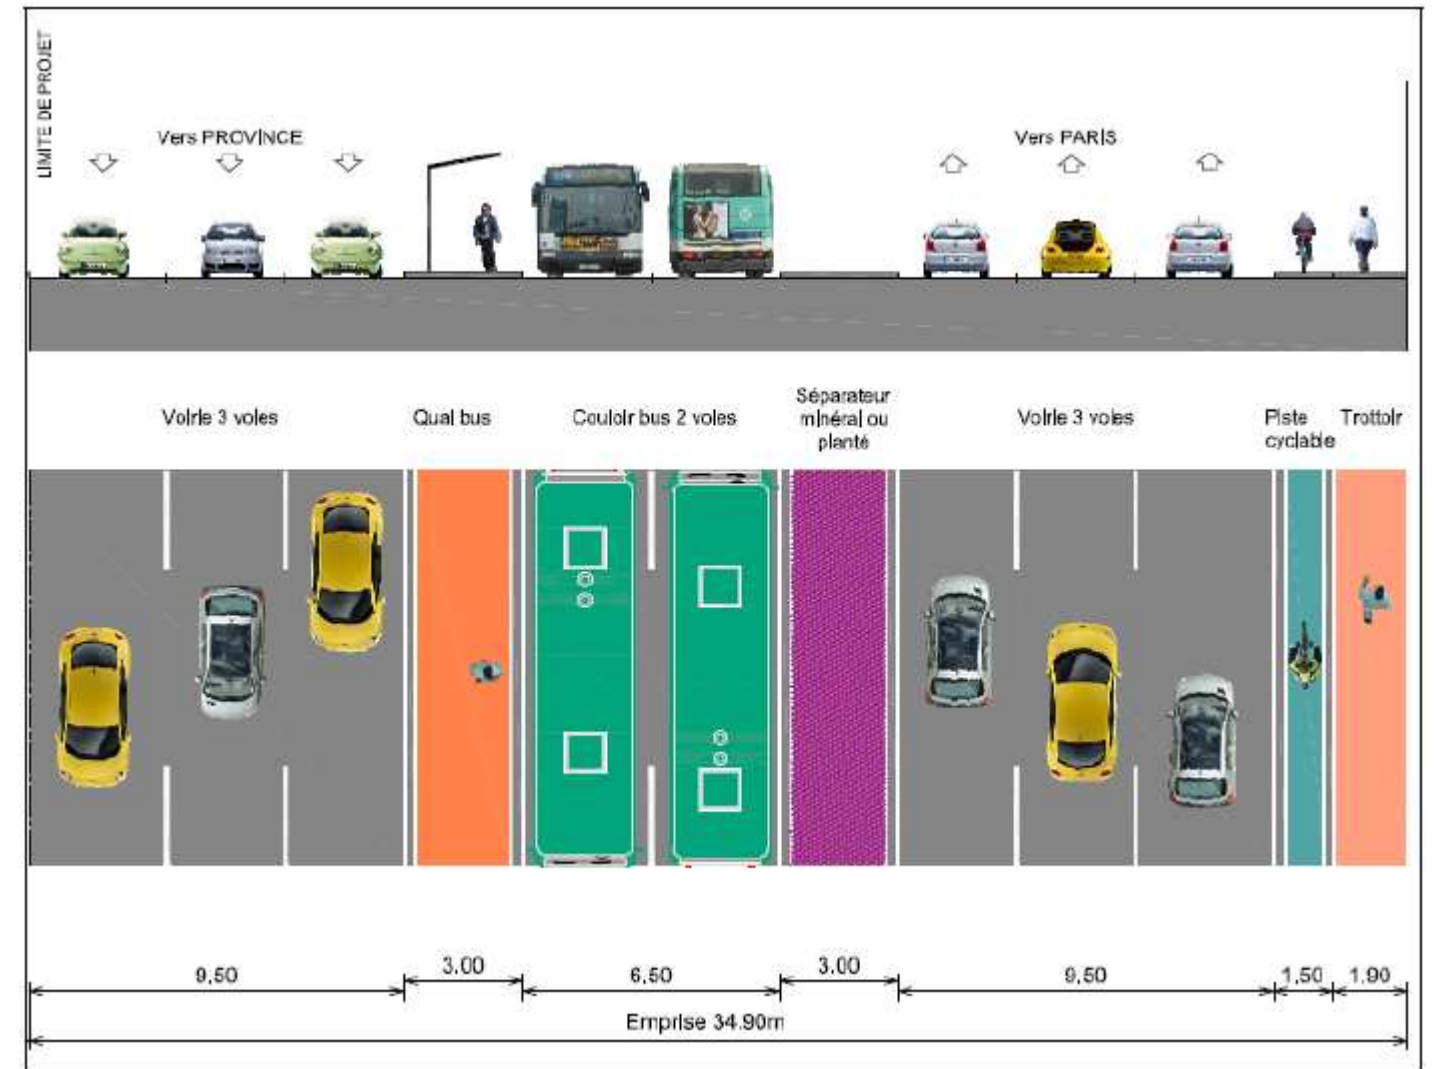 LIMITE DE PROJET
Vers PROVINCE
Vers PARIS
Voirie 3 voies
Quai bus
Couloir bus 2 voies
Séparateur
minéral ou
planté
Voirie 3 voies
Piste
cyclable
Trottoir
9,50
3.00
6,50
3.00
9,50
1,50
1,90
Emprise 34.90m